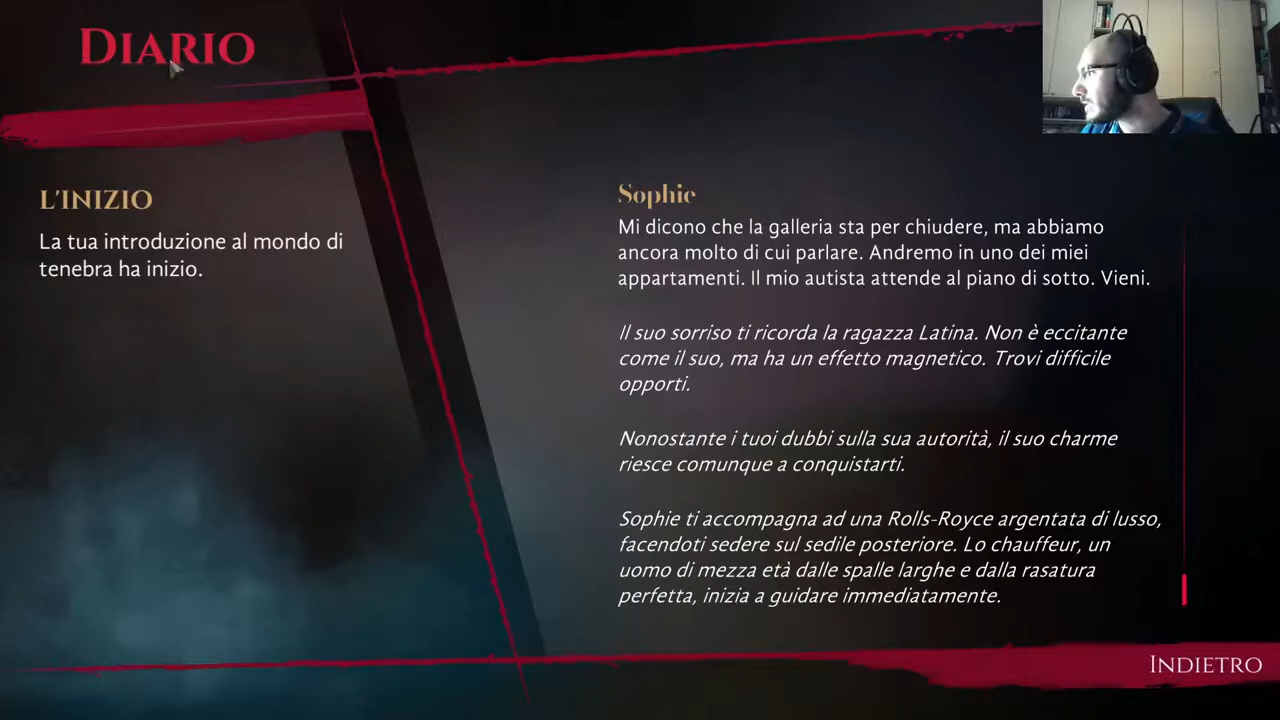 DIARIO
L'INIZIO
La tua introduzione al mondo di
tenebra ha inizio.
Sophie
Mi dicono che la galleria sta per chiudere, ma abbiamo
ancora molto di cui parlare. Andremo in uno dei miei
appartamenti. Il mio autista attende al piano di sotto. Vieni.
Il suo sorriso ti ricorda la ragazza Latina. Non è eccitante
come il suo, ma ha un effetto magnetico. Trovi difficile
opporti.
Nonostante i tuoi dubbi sulla sua autorità, il suo charme
riesce comunque a conquistarti.
Sophie ti accompagna ad una Rolls-Royce argentata di lusso,
facendoti sedere sul sedile posteriore. Lo chauffeur, un
uomo di mezza età dalle spalle larghe e dalla rasatura
perfetta, inizia a guidare immediatamente.
INDIETRO